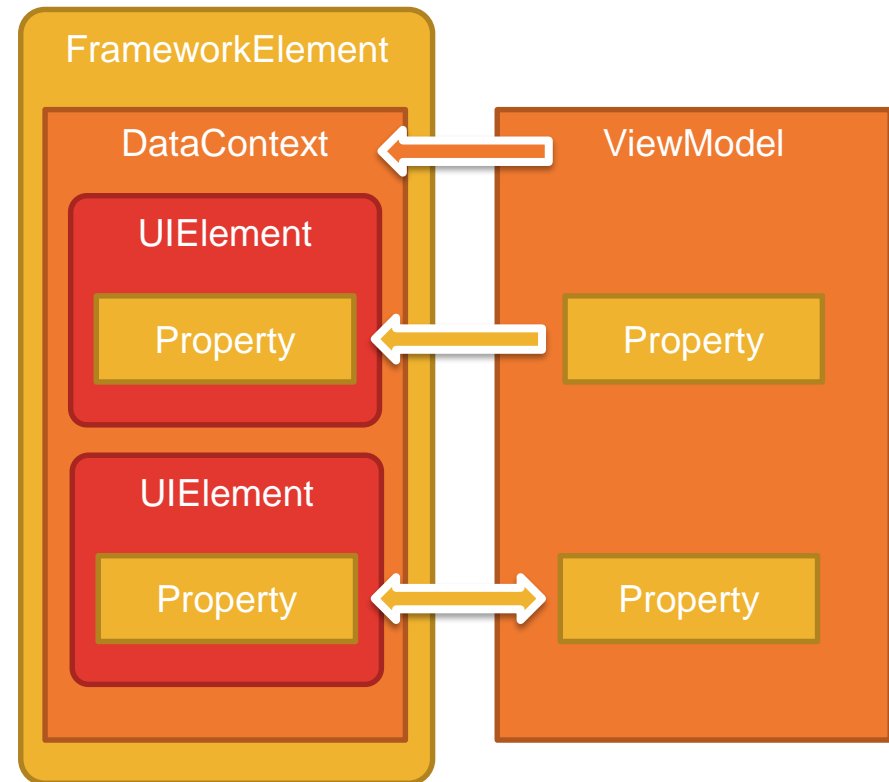 FrameworkElement
DataContext
ViewModel
UIElement
Property
Property
UIElement
Property
Property